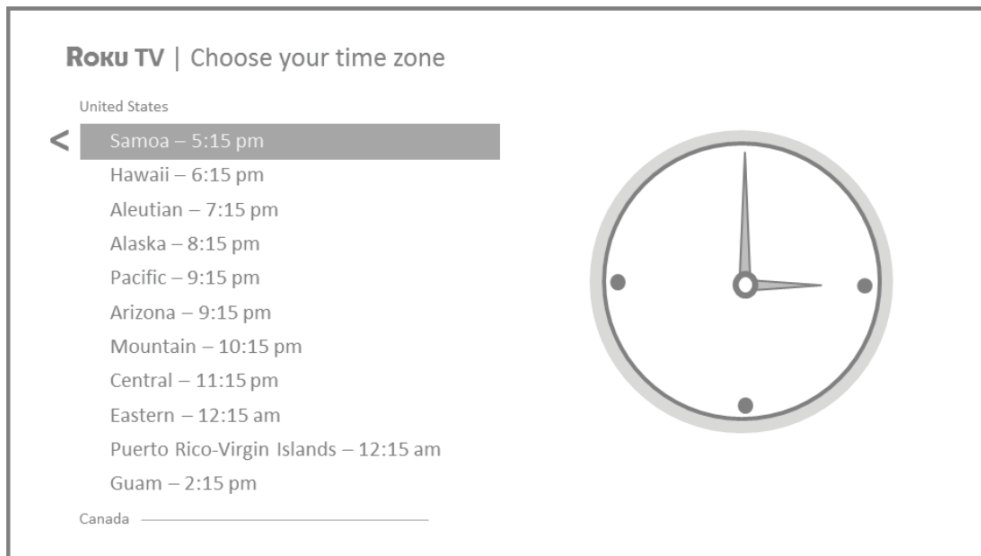 ROKU TV | Choose your time zone
United States
<
Samoa – 5:15 pm
Hawaii – 6:15 pm
Aleutian – 7:15 pm
Alaska – 8:15 pm
Pacific – 9:15 pm
Arizona – 9:15 pm
Mountain – 10:15 pm
Central – 11:15 pm
Eastern – 12:15 am
Puerto Rico-Virgin Islands – 12:15 am
Guam – 2:15 pm
Canada